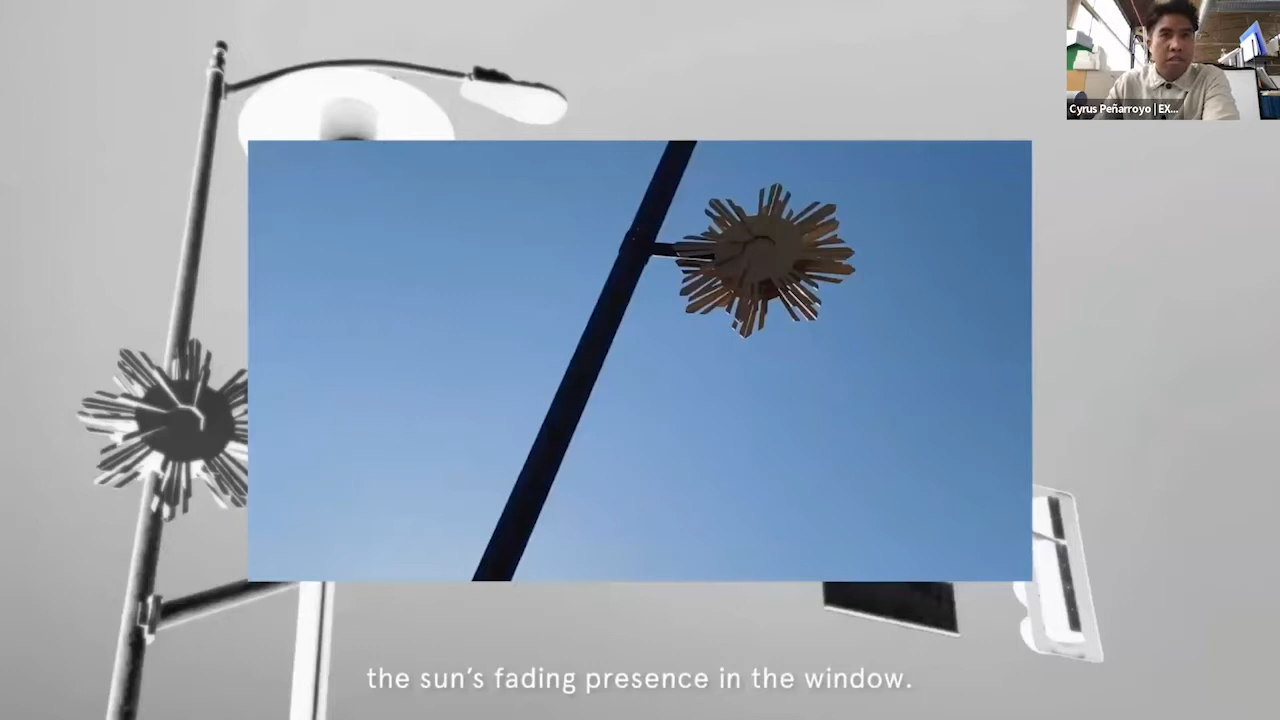 Cyrus Peñarroyo | EX...
the sun's fading presence in the window.